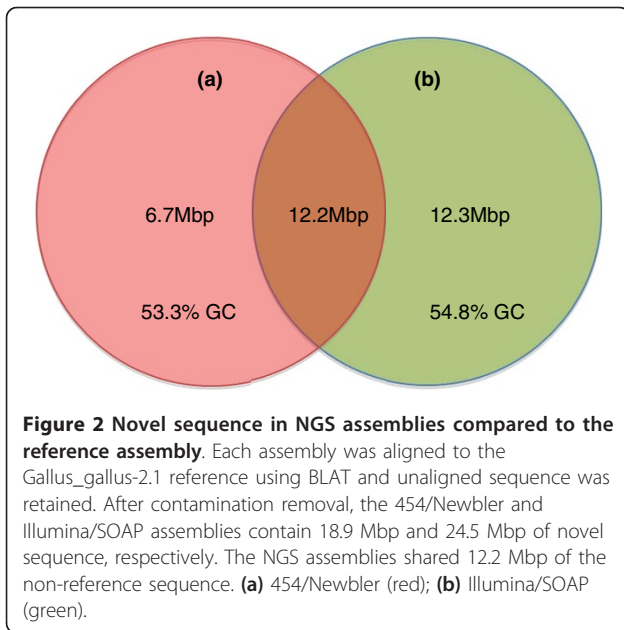 (a) (b)
6.7Mbp 12.2Mbp 12.3Mbp
53.3% GC 54.8% GC
Figure 2 Novel sequence in NGS assemblies compared to the
reference assembly. Each assembly was aligned to the
Gallus_gallus-2.1 reference using BLAT and unaligned sequence was
retained. After contamination removal, the 454/Newbler and
Illumina/SOAP assemblies contain 18.9 Mbp and 24.5 Mbp of novel
sequence, respectively. The NGS assemblies shared 12.2 Mbp of the
non-reference sequence. (a) 454/Newbler (red); (b) Illumina/SOAP
(green).